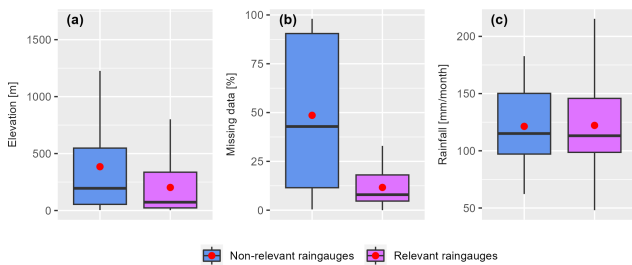 (a)
Elevation [m]
1500
1000
500
0
(b)
Missing data [%]
100
75
50
25
0
(c)
Rainfall [mm/month]
200
150
100
50
Non-relevant raingauges
Relevant raingauges